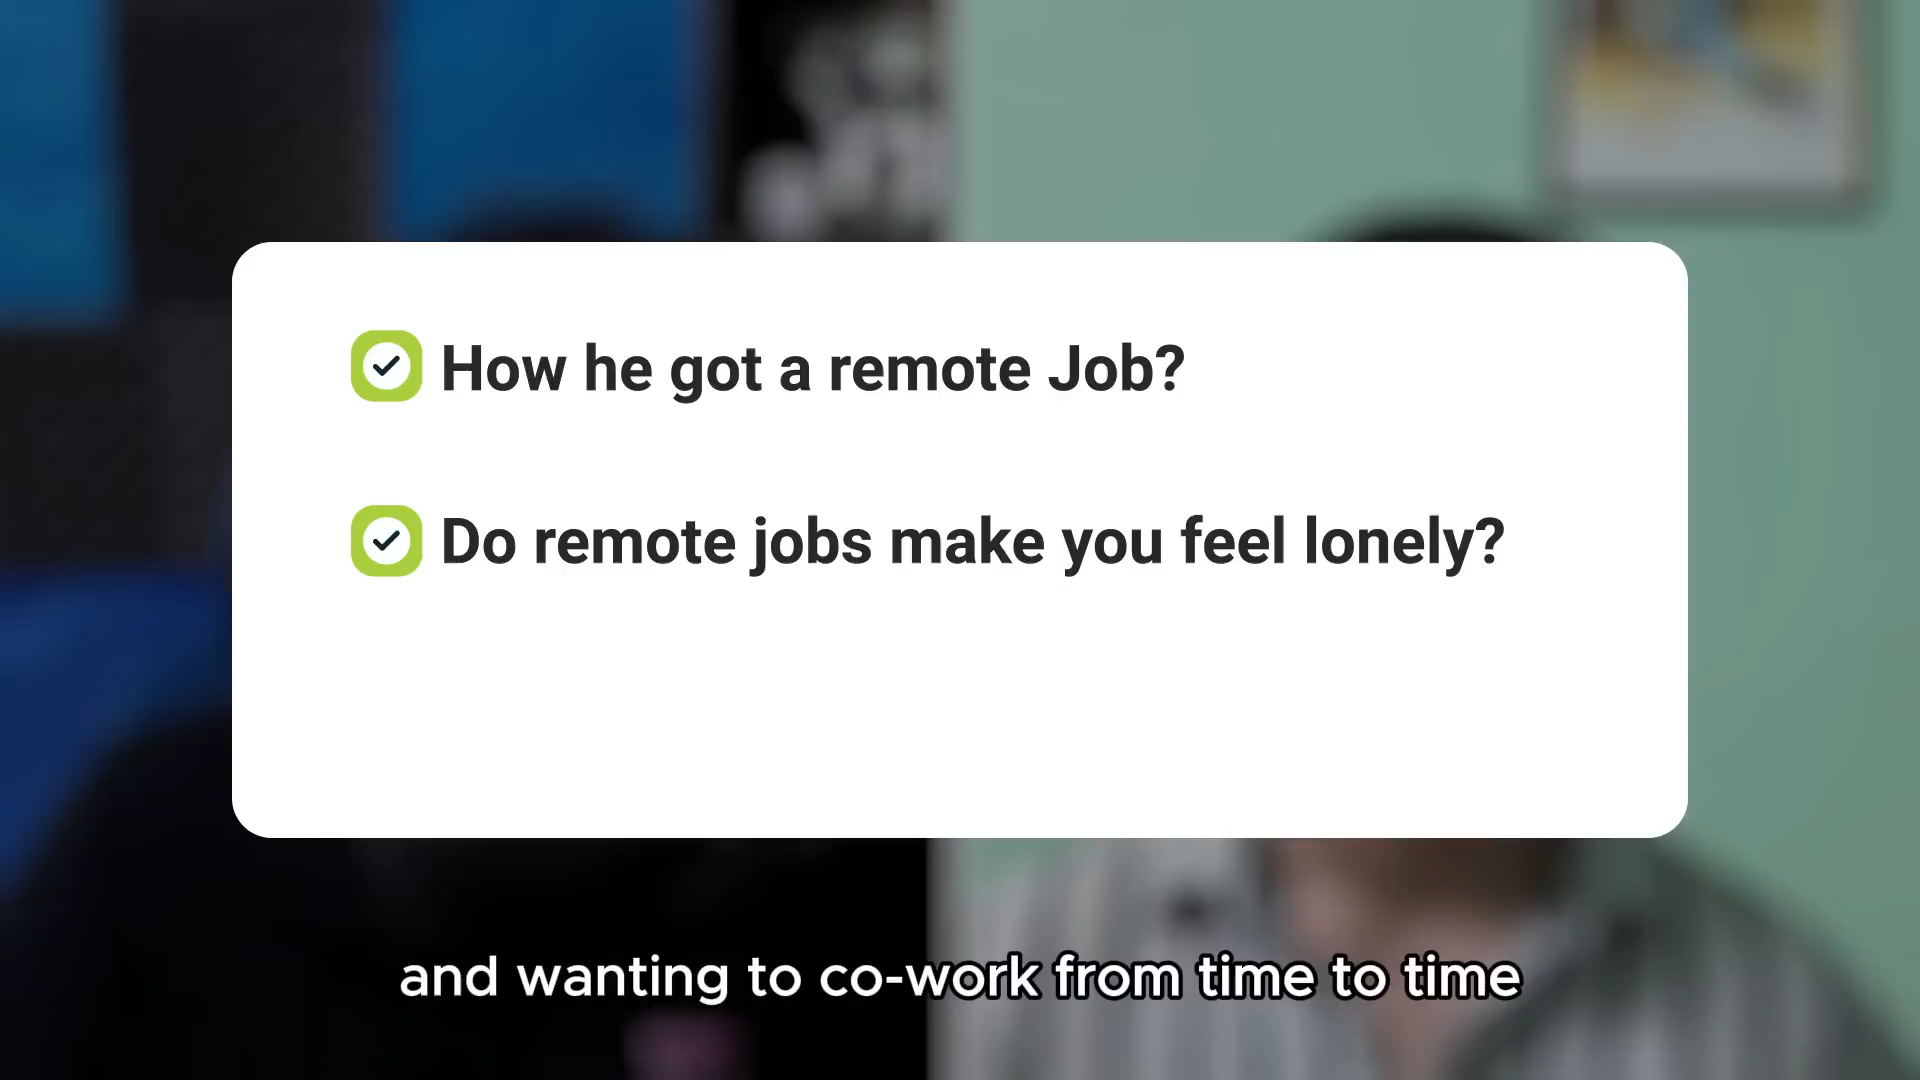 How he got a remote Job?
Do remote jobs make you feel lonely?
and wanting to co-work from time to time